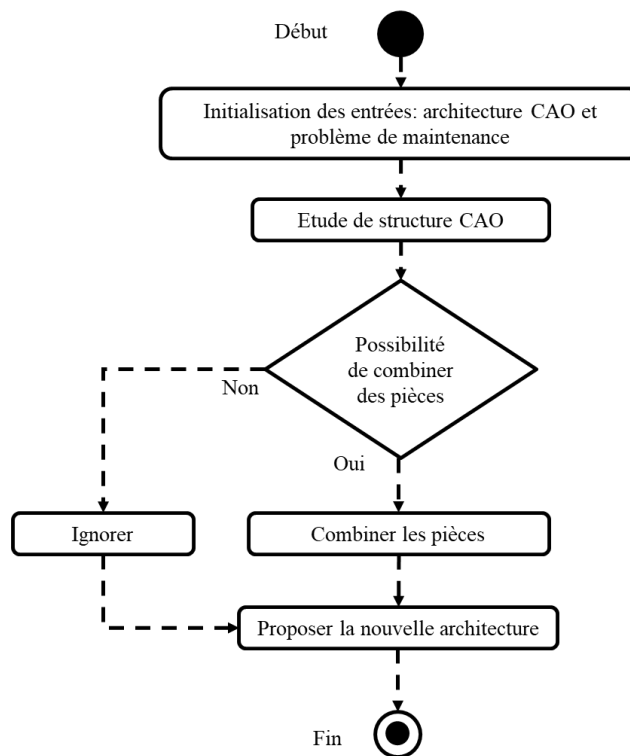 Début
Initialisation des entrées: architecture CAO et
problème de maintenance
Etude de structure CAO
Possibilité
de combiner
des pièces
Non
Oui
Ignorer
Combiner les pièces
Proposer la nouvelle architecture
Fin